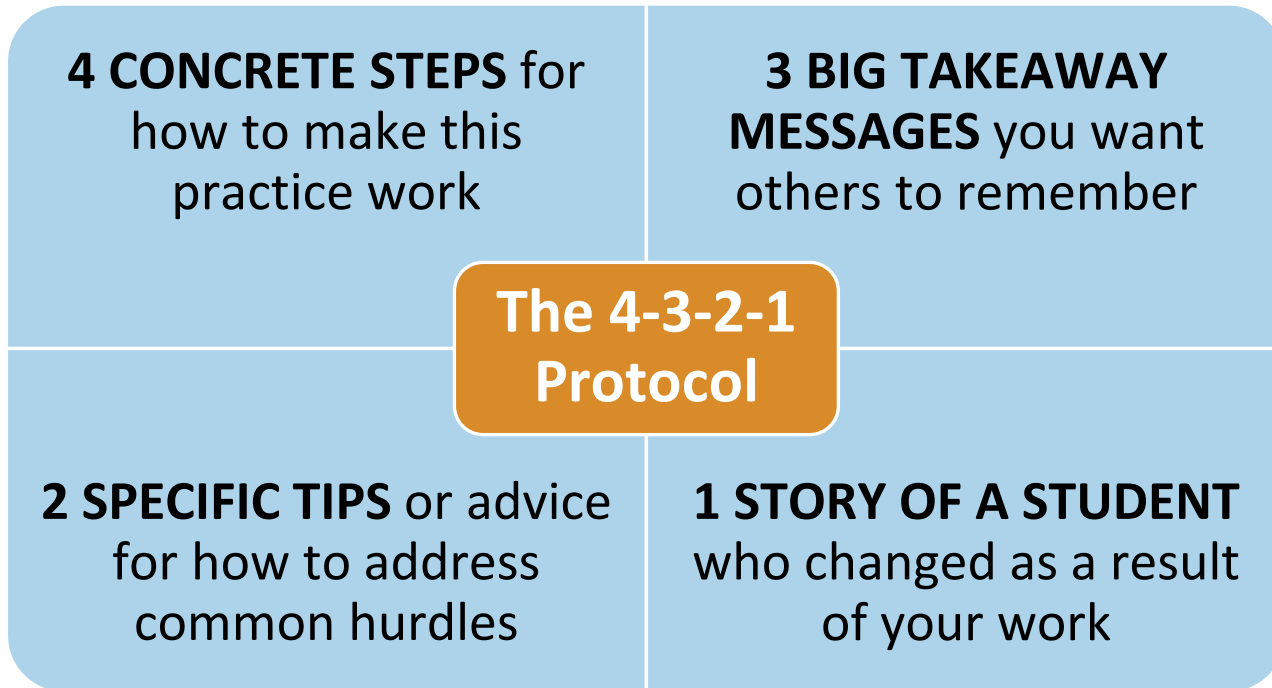 4 CONCRETE STEPS for
how to make this
practice work
3 BIG TAKEAWAY
MESSAGES you want
others to remember
The 4-3-2-1
Protocol
2 SPECIFIC TIPS or advice
for how to address
common hurdles
1 STORY OF A STUDENT
who changed as a result
of your work